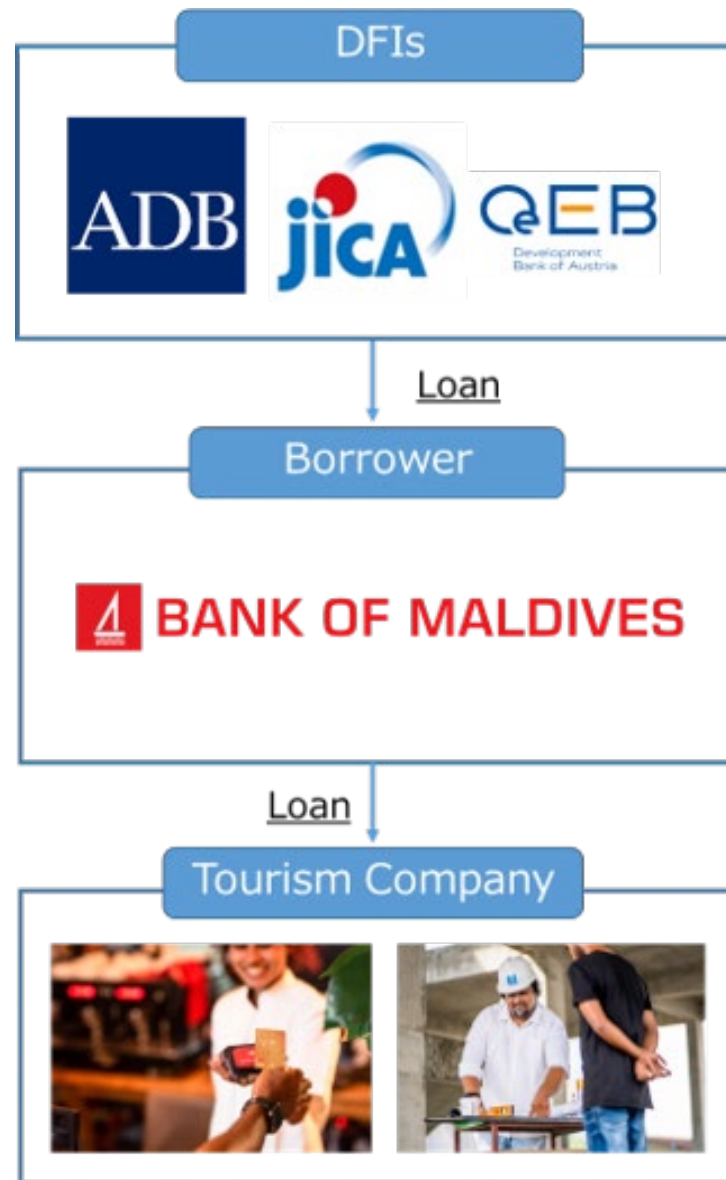 DFIs
ADB
jICA
OeEB
Development
Bank of Austria
Loan
Borrower
BANK OF MALDIVES
Loan
Tourism Company